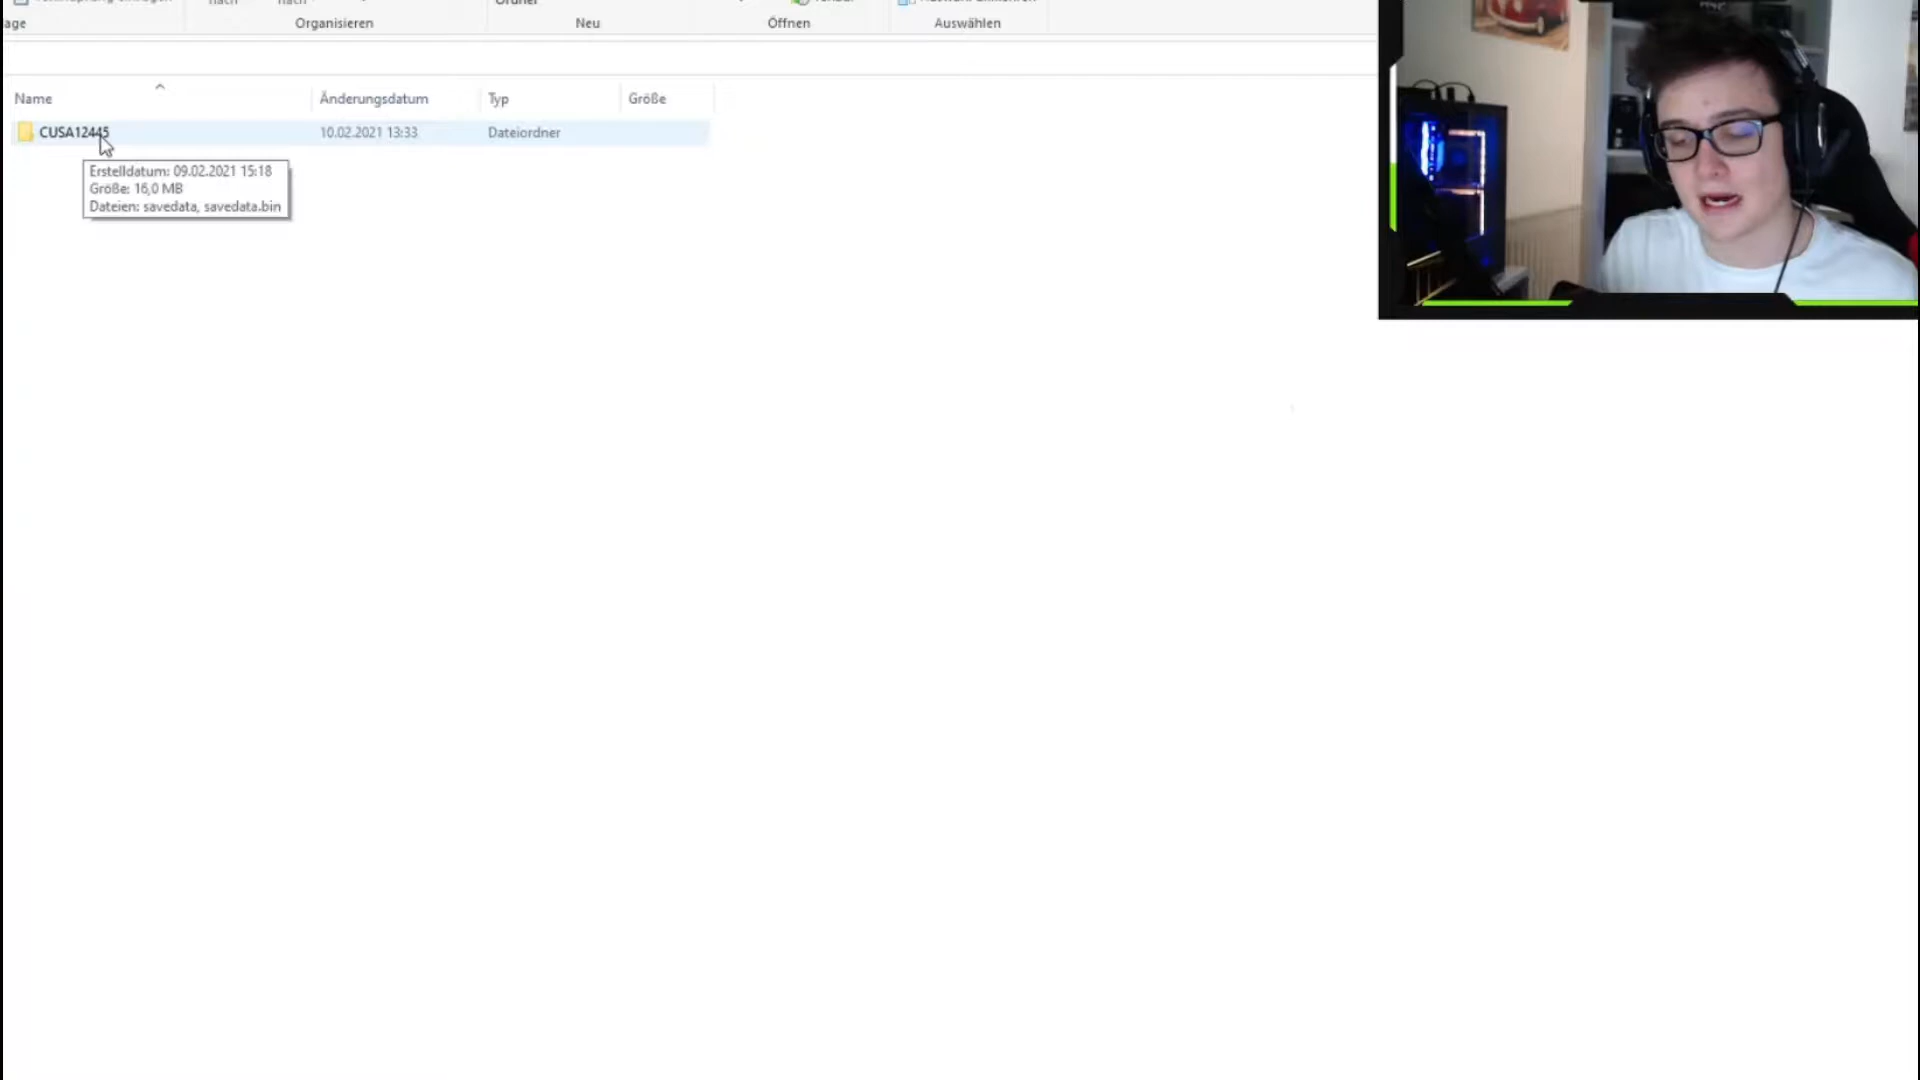 Ordner
age
Organisieren
Neu
Öffnen
Auswählen
Name
Änderungsdatum
Typ
Größe
CUSA12445
10.02.2021 13:33
Dateiordner
Erstelldatum: 09.02.2021 15:18
Größe: 16,0 MB
Dateien: savedata, savedata.bin